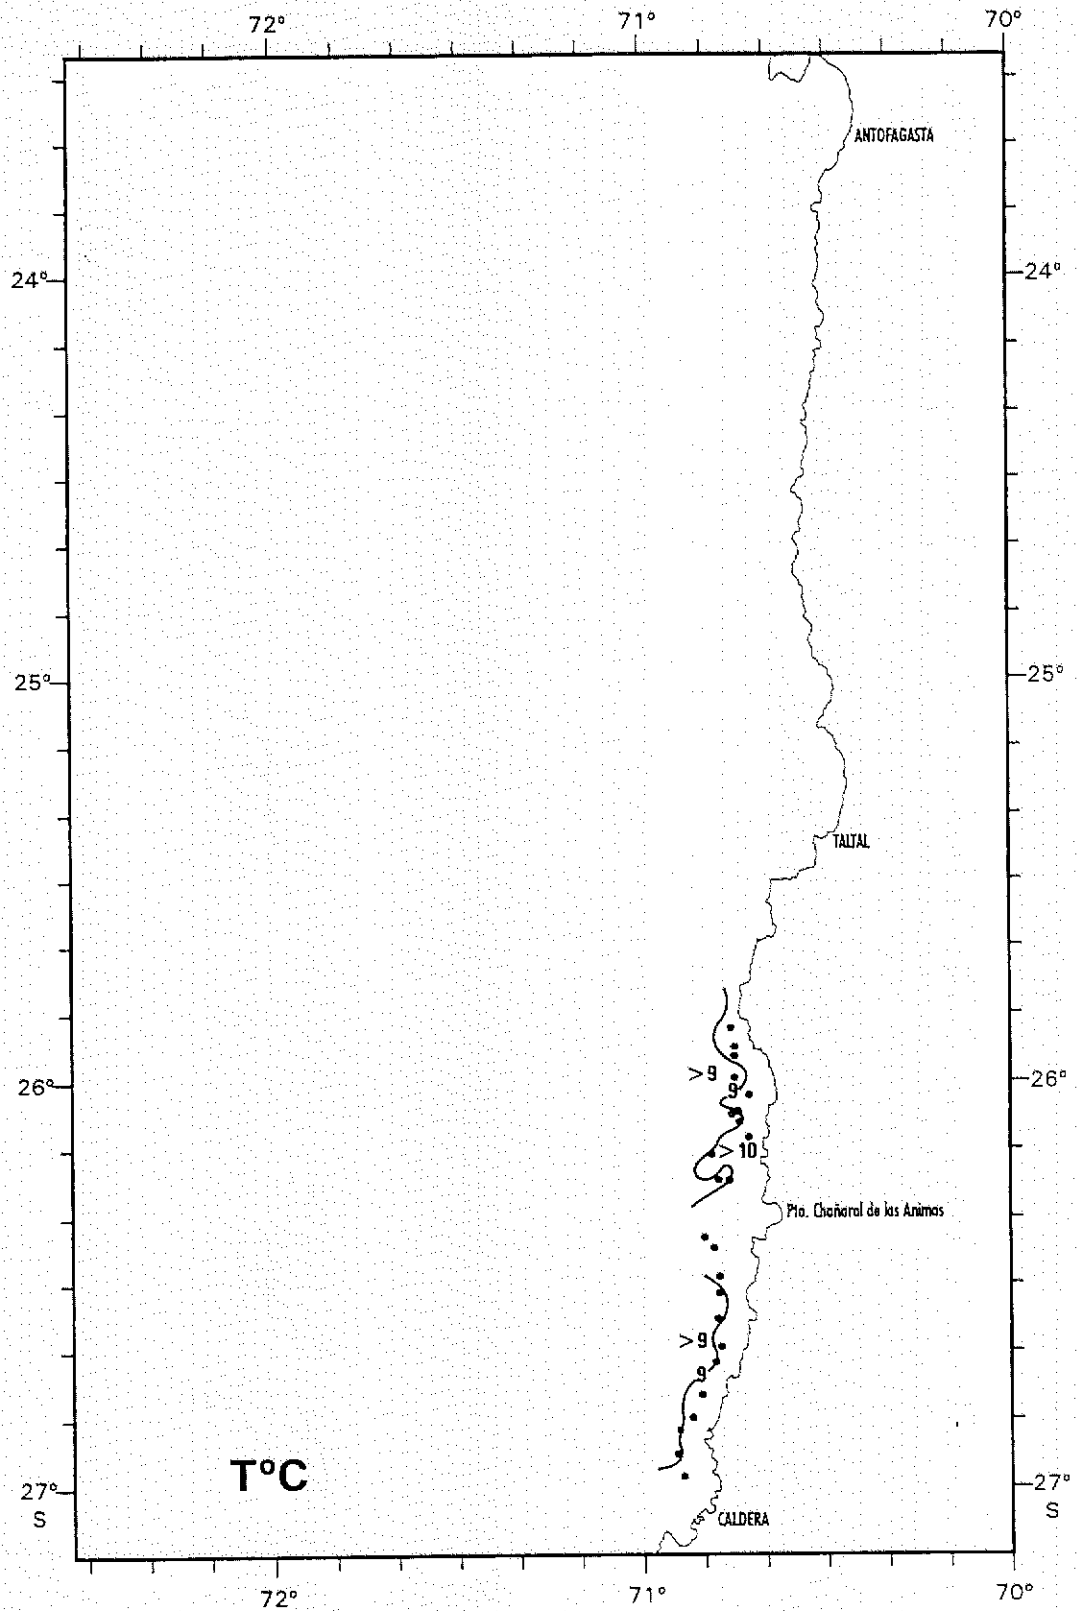 72° 71° 70°
ANTOFAGASTA
24° 24°
25° 25°
TALTAL
26° >9 26°
9
>10
Pta. Chañaral de las Animas
>9
9
T°C
27° 27°
S S
CALDERA
72° 71° 70°